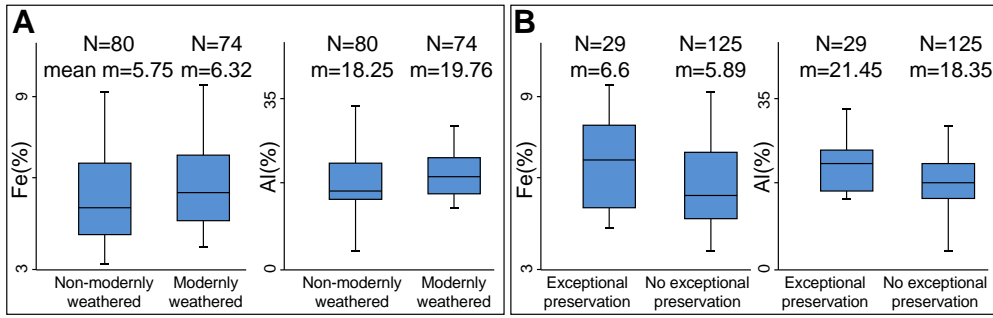 A
N=80
mean m=5.75
N=74
m=6.32
9
Fe(%)
3
Non-modernly
weathered
Modernly
weathered
N=80
m=18.25
N=74
m=19.76
35
Al(%)
0
Non-modernly
weathered
Modernly
weathered
B
N=29
m=6.6
N=125
m=5.89
9
Fe(%)
3
Exceptional
preservation
No exceptional
preservation
N=29
m=21.45
N=125
m=18.35
35
Al(%)
0
Exceptional
preservation
No exceptional
preservation